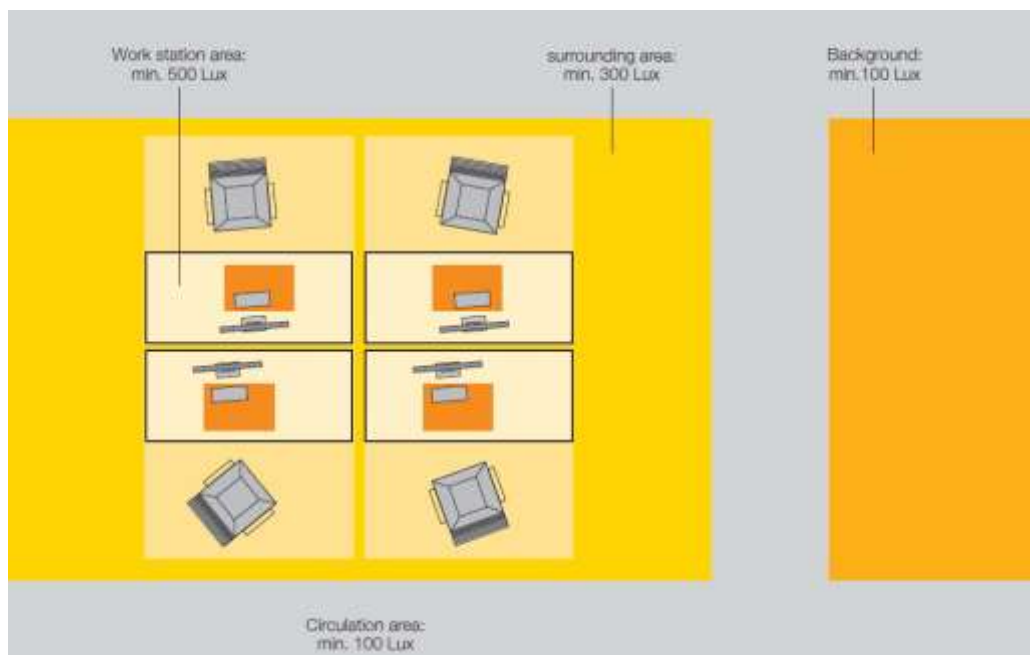 Work station area:
min. 500 Lux
surrounding area:
min. 300 Lux
Background:
min.100 Lux
Circulation area:
min. 100 Lux